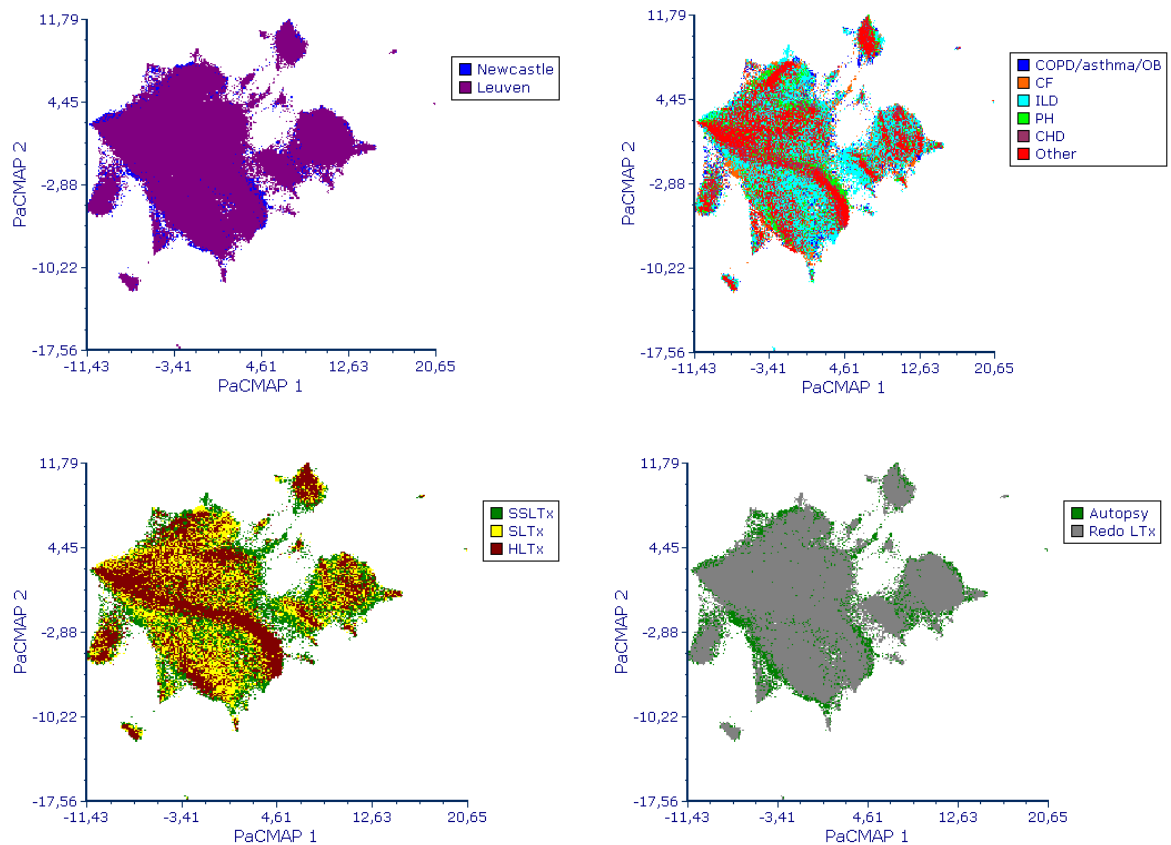 11,79
4,45
-2,88
-10,22
-17,56
PaCMAP 2
-11,43 -3,41 4,61 12,63 20,65
PaCMAP 1
Newcastle
Leuven
11,79
4,45
-2,88
-10,22
-17,56
PaCMAP 2
-11,43 -3,41 4,61 12,63 20,65
PaCMAP 1
COPD/asthma/OB
CF
ILD
PH
CHD
Other
11,79
4,45
-2,88
-10,22
-17,56
PaCMAP 2
-11,43 -3,41 4,61 12,63 20,65
PaCMAP 1
SSLTx
SLTx
HLTx
11,79
4,45
-2,88
-10,22
-17,56
PaCMAP 2
-11,43 -3,41 4,61 12,63 20,65
PaCMAP 1
Autopsy
Redo LTx